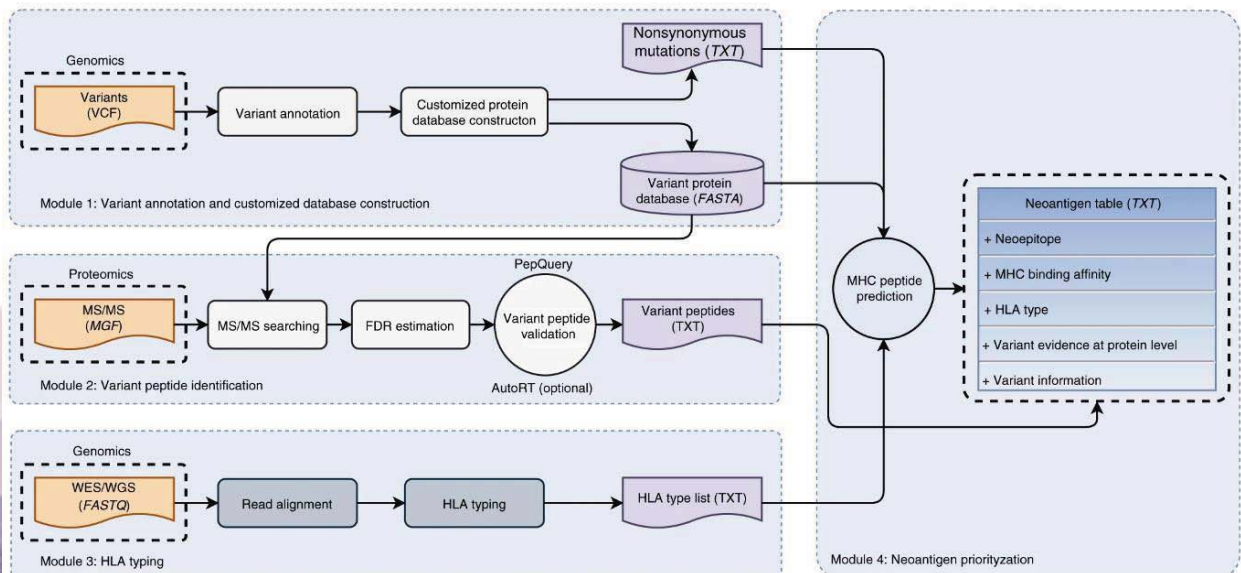 Genomics
Variants
(VCF)
Variant annotation
Customized protein
database constructon
Nonsynonymous
mutations (TXT)
Variant protein
database (FASTA)
Module 1: Variant annotation and customized database construction
Proteomics
MS/MS
(MGF)
MS/MS searching
FDR estimation
PepQuery
Variant peptide
validation
AutoRT (optional)
Variant peptides
(TXT)
Module 2: Variant peptide identification
Genomics
WES/WGS
(FASTQ)
Read alignment
HLA typing
HLA type list (TXT)
Module 3: HLA typing
MHC peptide
prediction
Neoantigen table (TXT)
+ Neoepitope
+ MHC binding affinity
+ HLA type
+ Variant evidence at protein level
+ Variant information
Module 4: Neoantigen priorityzation